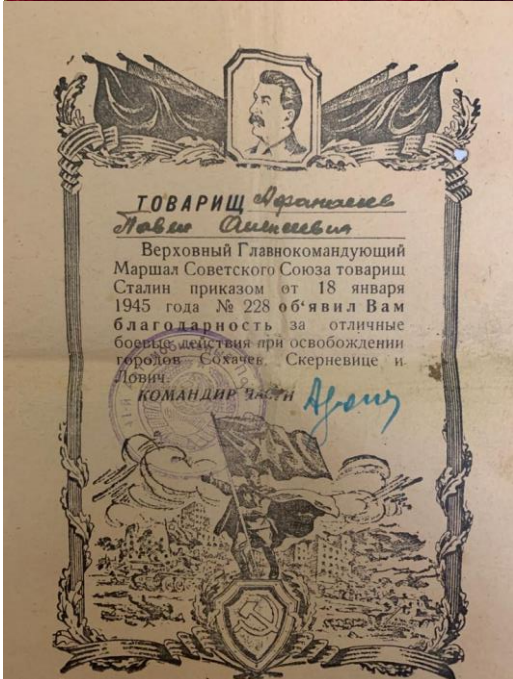 ТОВАРИЩ Афанасьев
Павел Алексеевич
Верховный Главнокомандующий
Маршал Советского Союза товарищ
Сталин приказом от 18 января
1945 года № 228 об‘явил Вам
благодарность за отличные
боевые действия при освобождении
городов Сохачев, Скерневице и
Лович.
КОМАНДИР ЧАСТИ